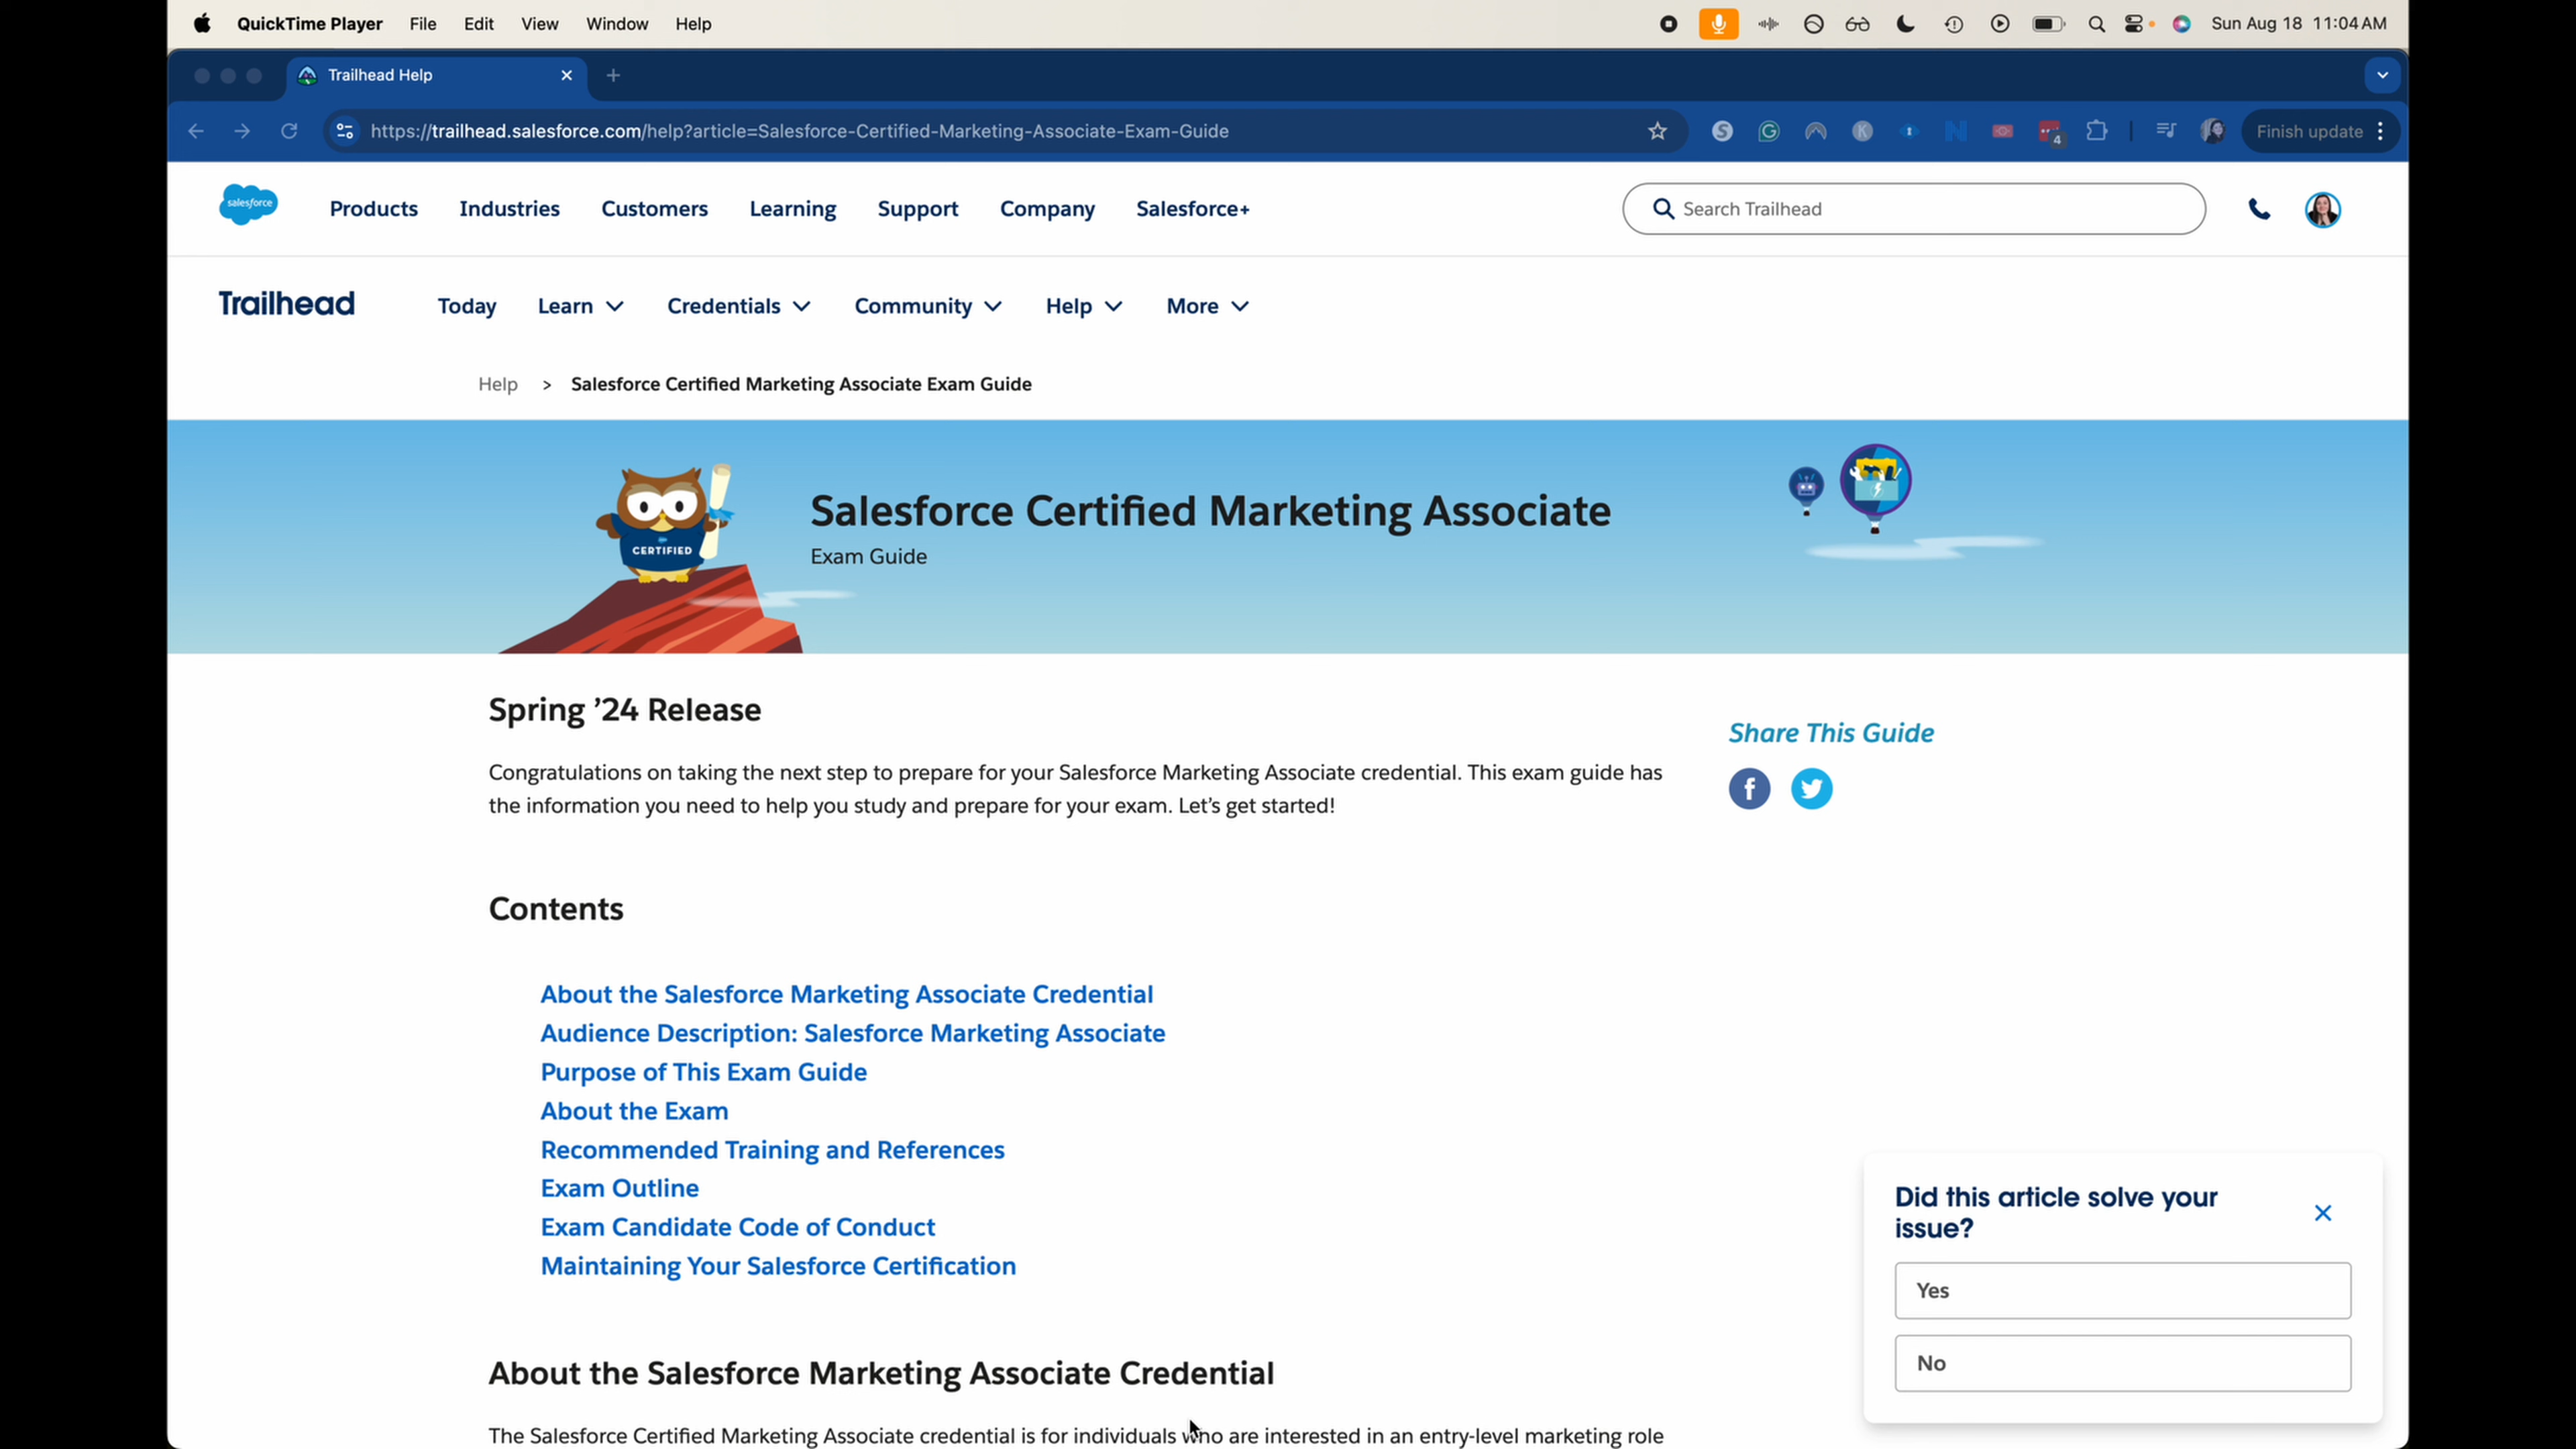 QuickTime Player File Edit View Window Help Sun Aug 18 11:04 AM
Trailhead Help
https://trailhead.salesforce.com/help?article=Salesforce-Certified-Marketing-Associate-Exam-Guide 4 Finish update
salesforce Products Industries Customers Learning Support Company Salesforce+ Search Trailhead
Trailhead Today Learn Credentials Community Help More
Help > Salesforce Certified Marketing Associate Exam Guide
CERTIFIED
Salesforce Certified Marketing Associate
Exam Guide
Spring ’24 Release
Congratulations on taking the next step to prepare for your Salesforce Marketing Associate credential. This exam guide has
the information you need to help you study and prepare for your exam. Let’s get started!
Share This Guide
Contents
About the Salesforce Marketing Associate Credential
Audience Description: Salesforce Marketing Associate
Purpose of This Exam Guide
About the Exam
Recommended Training and References
Exam Outline
Exam Candidate Code of Conduct
Maintaining Your Salesforce Certification
Did this article solve your
issue?
Yes
No
About the Salesforce Marketing Associate Credential
The Salesforce Certified Marketing Associate credential is for individuals who are interested in an entry-level marketing role